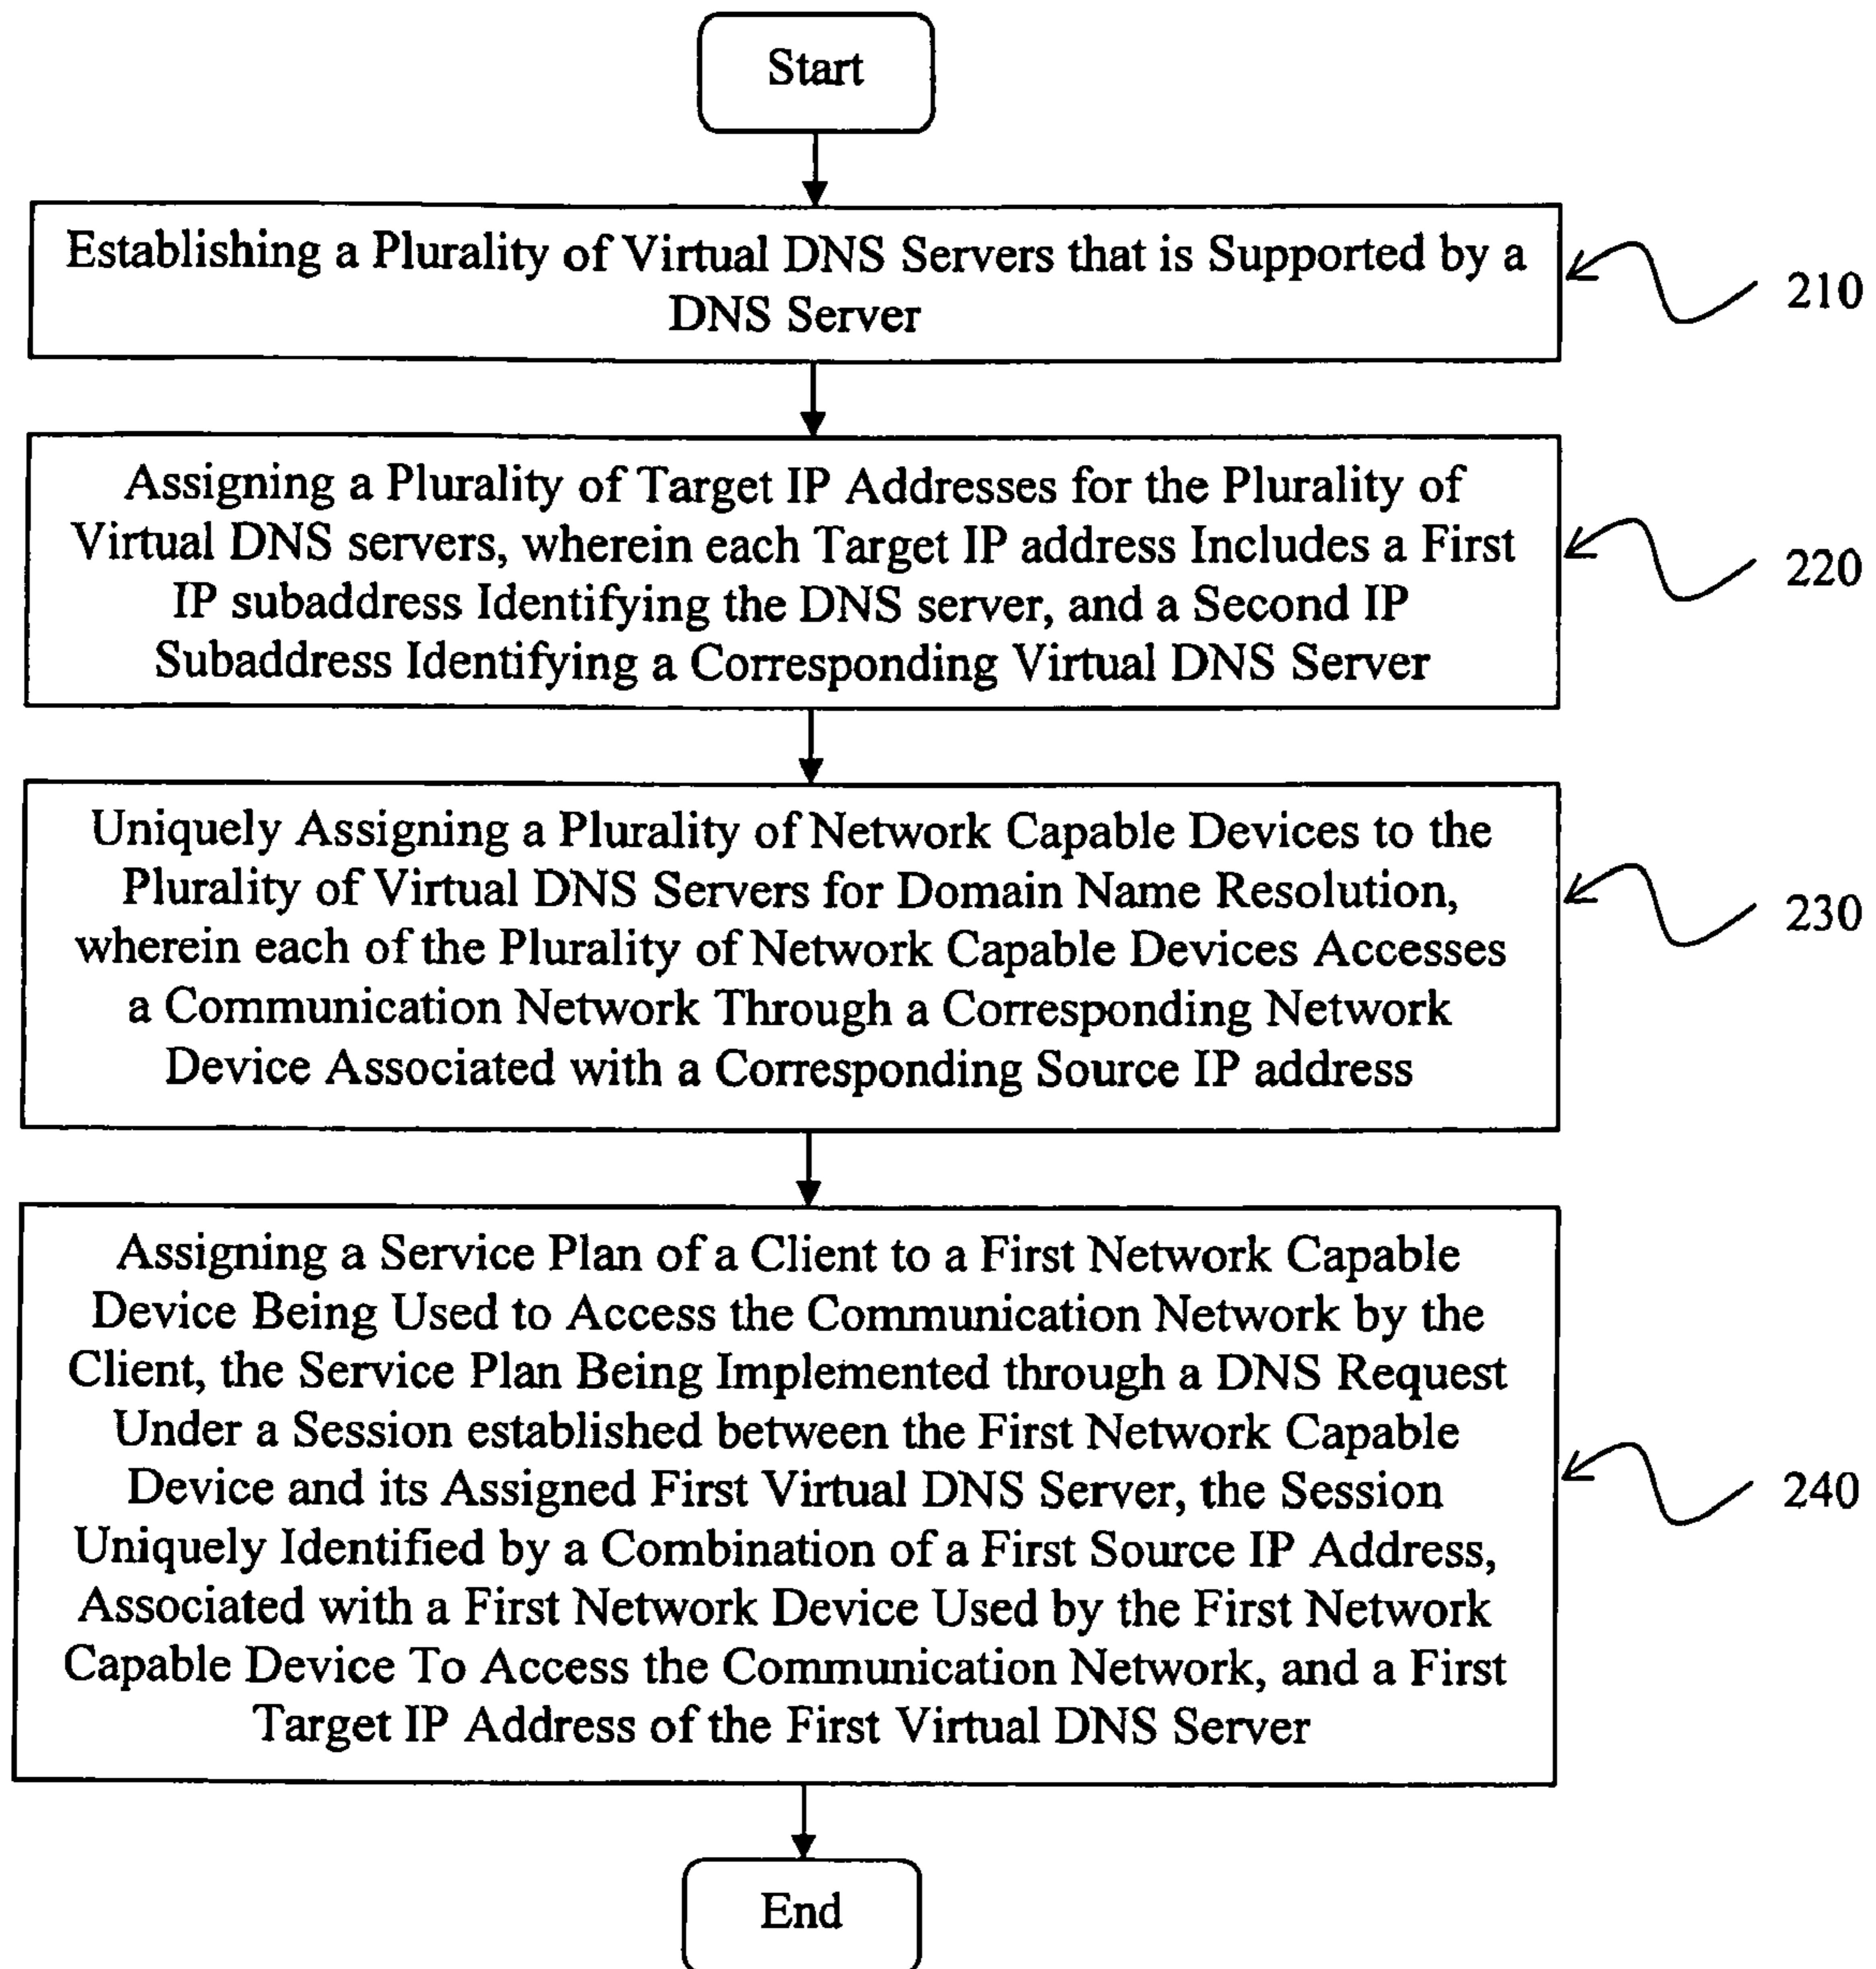 Start
Establishing a Plurality of Virtual DNS Servers that is Supported by a
DNS Server
210
Assigning a Plurality of Target IP Addresses for the Plurality of
Virtual DNS servers, wherein each Target IP address Includes a First
IP subaddress Identifying the DNS server, and a Second IP
Subaddress Identifying a Corresponding Virtual DNS Server
220
Uniquely Assigning a Plurality of Network Capable Devices to the
Plurality of Virtual DNS Servers for Domain Name Resolution,
wherein each of the Plurality of Network Capable Devices Accesses
a Communication Network Through a Corresponding Network
Device Associated with a Corresponding Source IP address
230
Assigning a Service Plan of a Client to a First Network Capable
Device Being Used to Access the Communication Network by the
Client, the Service Plan Being Implemented through a DNS Request
Under a Session established between the First Network Capable
Device and its Assigned First Virtual DNS Server, the Session
Uniquely Identified by a Combination of a First Source IP Address,
Associated with a First Network Device Used by the First Network
Capable Device To Access the Communication Network, and a First
Target IP Address of the First Virtual DNS Server
240
End